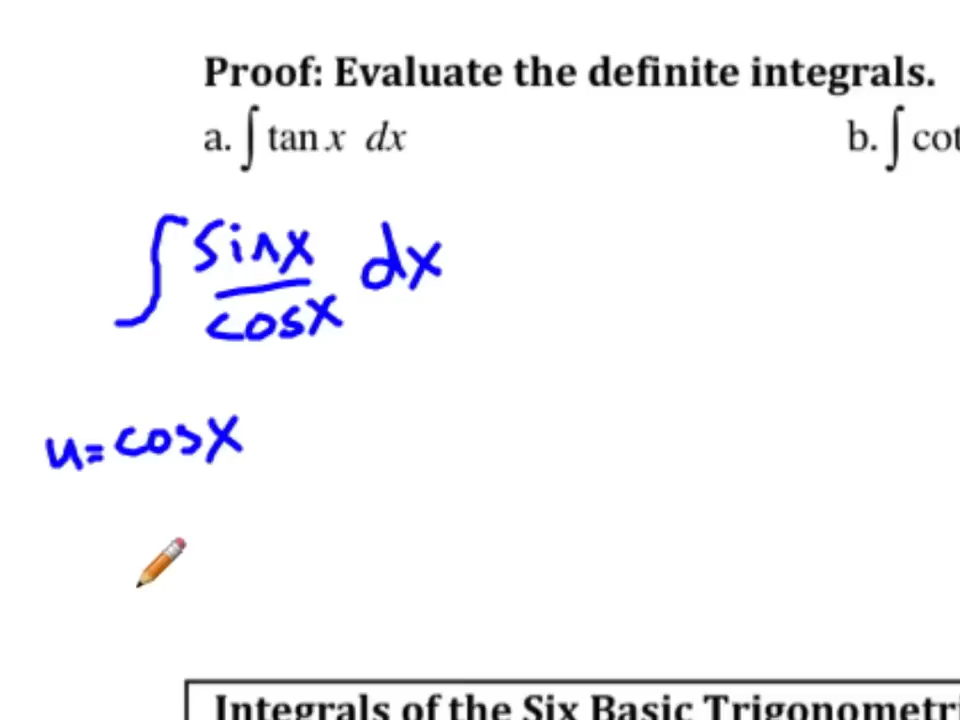 Proof: Evaluate the definite integrals.
a. ∫ tan x dx
b. ∫ cot
∫ sinx/cosx dx
u= cosx
Integrals of the Six Basic Trigonometri